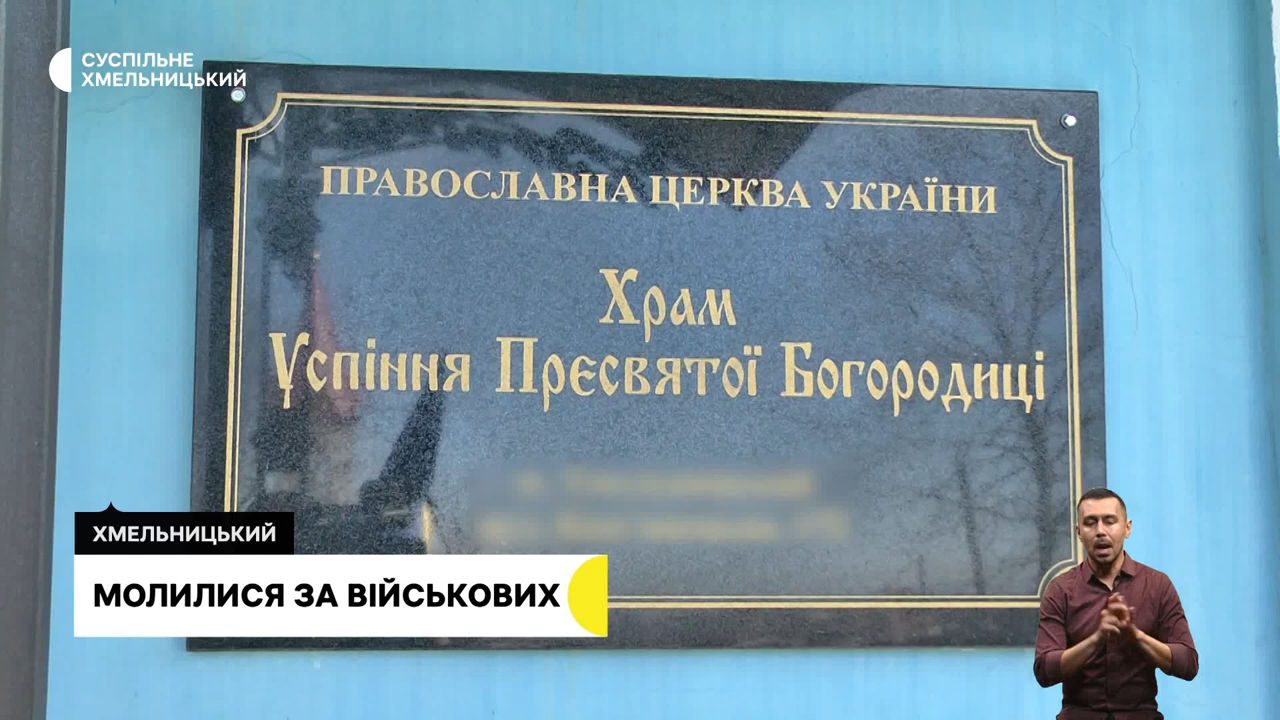 СУСПІЛЬНЕ
ХМЕЛЬНИЦЬКИЙ
ПРАВОСЛАВНА ЦЕРКВА УКРАЇНИ
Храм
Успіння Пресвятої Богородиці
ХМЕЛЬНИЦЬКИЙ
МОЛИЛИСЯ ЗА ВІЙСЬКОВИХ